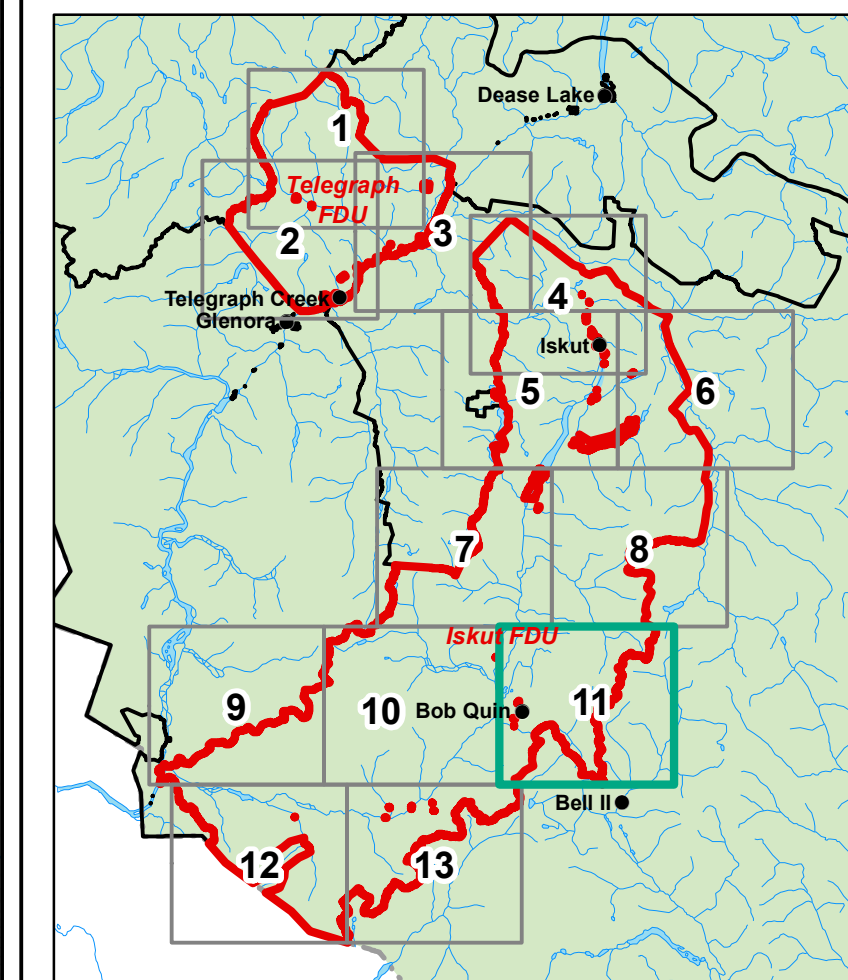 Dease Lake
1
Telegraph
FDU
3
2
Telegraph Creek
4
Glenora
Iskut
5
6
7
8
Iskut FDU
9
10
Bob Quin
11
Bell II
12
13